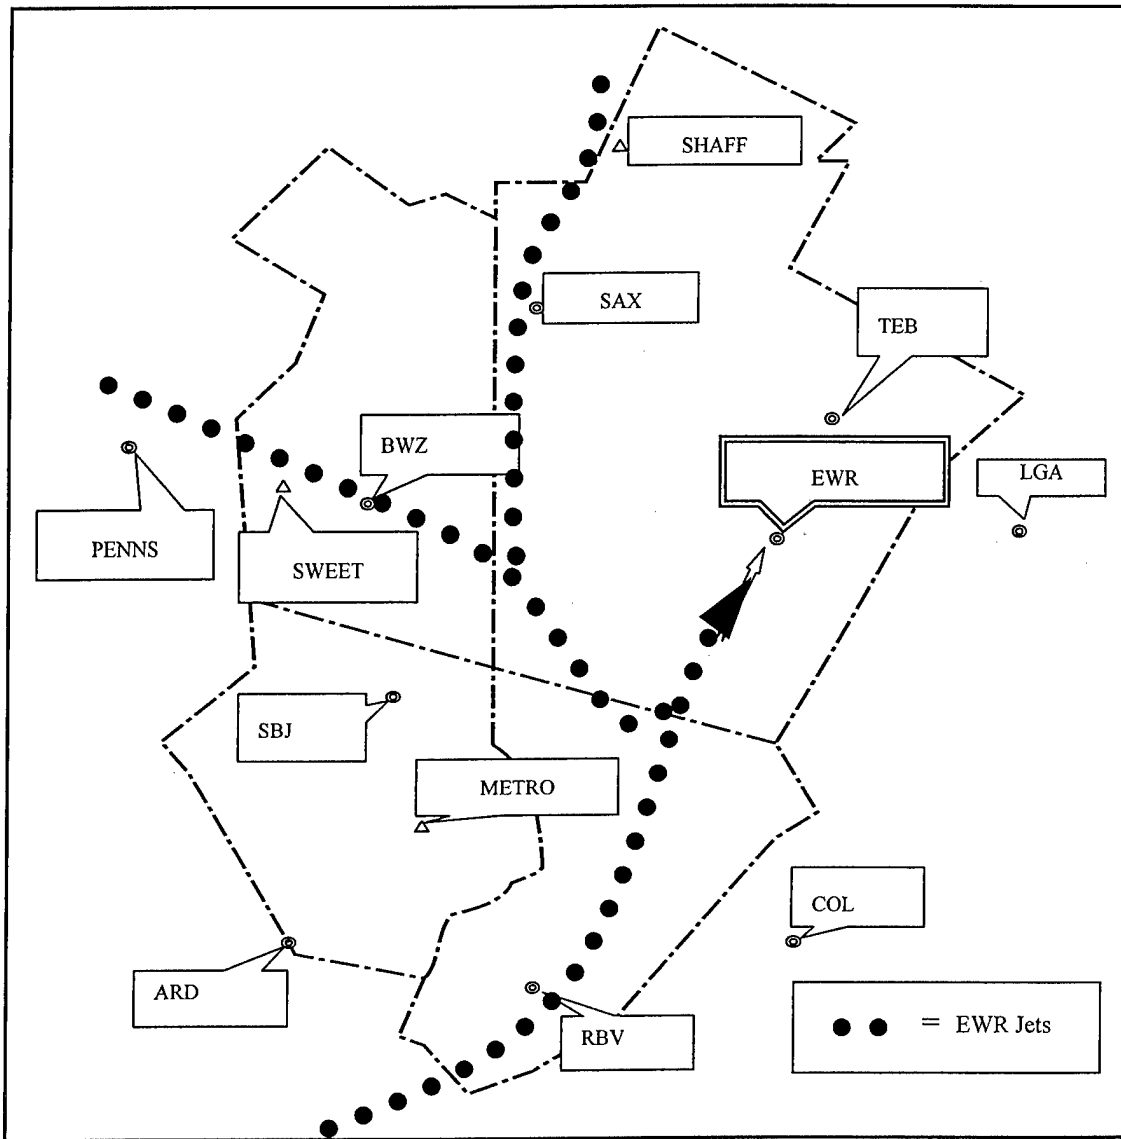 SHAFF
SAX
TEB
BWZ
EWR
LGA
PENNS
SWEET
SBJ
METRO
COL
ARD
RBV
= EWR Jets